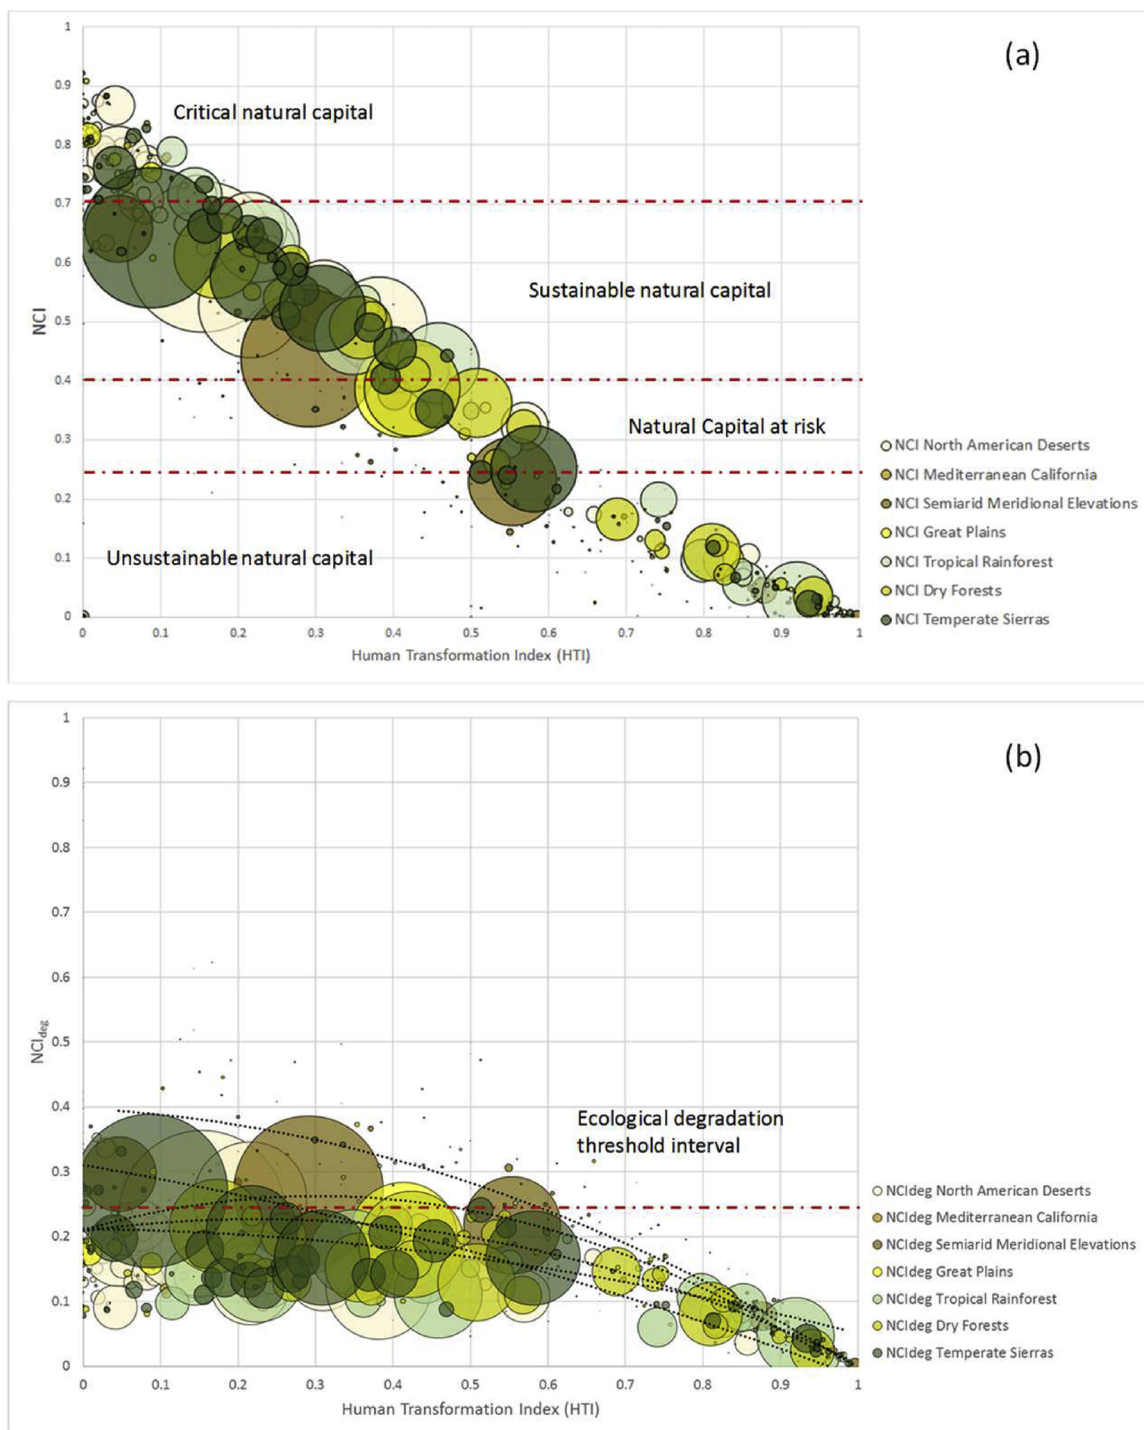 (a)
1
0.9
Critical natural capital
0.8
0.7
0.6
Sustainable natural capital
NCI
0.5
0.4
Natural Capital at risk
0.3
0.2
Unsustainable natural capital
0.1
0
0 0.1 0.2 0.3 0.4 0.5 0.6 0.7 0.8 0.9 1
Human Transformation Index (HTI)
NCI North American Deserts
NCI Mediterranean California
NCI Semiarid Meridional Elevations
NCI Great Plains
NCI Tropical Rainforest
NCI Dry Forests
NCI Temperate Sierras
(b)
1
0.9
0.8
0.7
0.6
0.5
NCIdeg
0.4
Ecological degradation
threshold interval
0.3
0.2
0.1
0
0 0.1 0.2 0.3 0.4 0.5 0.6 0.7 0.8 0.9 1
Human Transformation Index (HTI)
NCIdeg North American Deserts
NCIdeg Mediterranean California
NCIdeg Semiarid Meridional Elevations
NCIdeg Great Plains
NCIdeg Tropical Rainforest
NCIdeg Dry Forests
NCIdeg Temperate Sierras